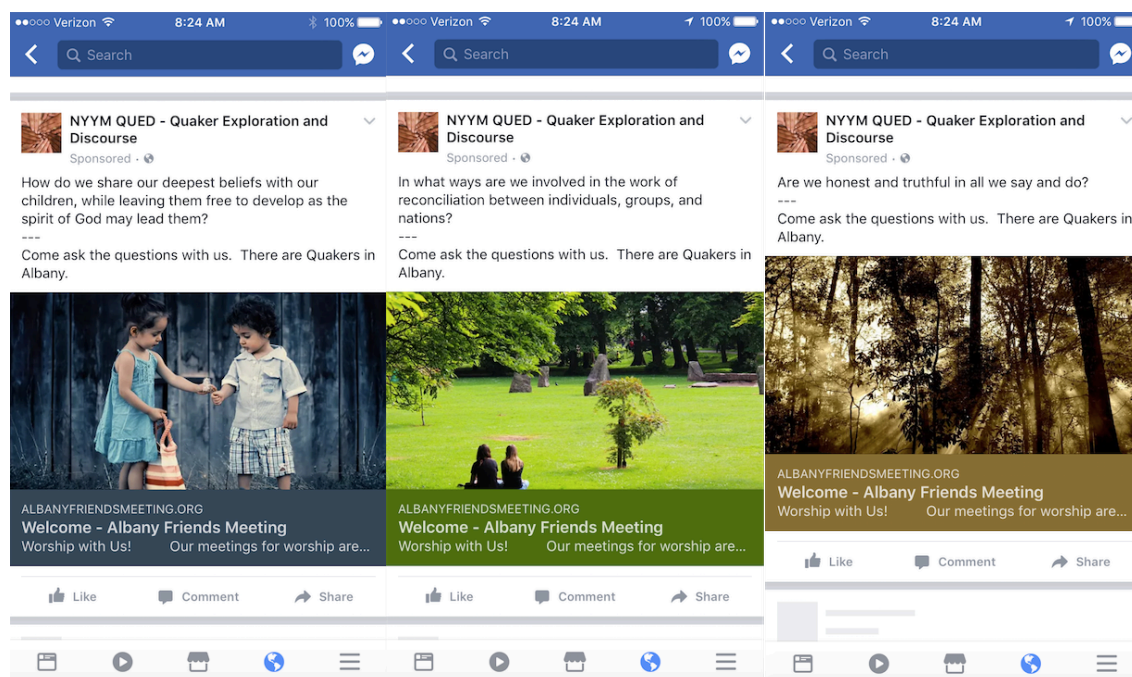 ●●○○○ Verizon 8:24 AM 100%
Search
NYYM QUED - Quaker Exploration and
Discourse
Sponsored ·
How do we share our deepest beliefs with our
children, while leaving them free to develop as the
spirit of God may lead them?
---
Come ask the questions with us.  There are Quakers in
Albany.
ALBANYFRIENDSMEETING.ORG
Welcome - Albany Friends Meeting
Worship with Us!  Our meetings for worship are...
Like Comment Share
●●○○○ Verizon 8:24 AM 100%
Search
NYYM QUED - Quaker Exploration and
Discourse
Sponsored ·
In what ways are we involved in the work of
reconciliation between individuals, groups, and
nations?
---
Come ask the questions with us.  There are Quakers in
Albany.
ALBANYFRIENDSMEETING.ORG
Welcome - Albany Friends Meeting
Worship with Us!  Our meetings for worship are...
Like Comment Share
●●○○○ Verizon 8:24 AM 100%
Search
NYYM QUED - Quaker Exploration and
Discourse
Sponsored ·
Are we honest and truthful in all we say and do?
---
Come ask the questions with us.  There are Quakers in
Albany.
ALBANYFRIENDSMEETING.ORG
Welcome - Albany Friends Meeting
Worship with Us!  Our meetings for worship are...
Like Comment Share